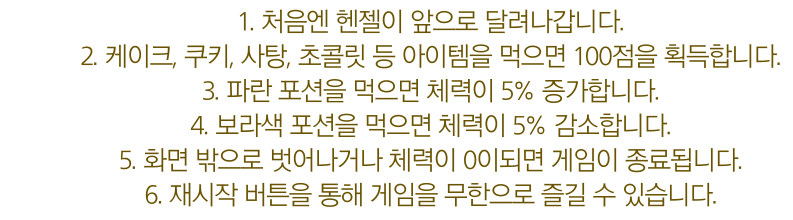 1. 처음엔 헨젤이 앞으로 달려나갑니다.
2. 케이크, 쿠키, 사탕, 초콜릿 등 아이템을 먹으면 100점을 획득합니다.
3. 파란 포션을 먹으면 체력이 5% 증가합니다.
4. 보라색 포션을 먹으면 체력이 5% 감소합니다.
5. 화면 밖으로 벗어나거나 체력이 0이되면 게임이 종료됩니다.
6. 재시작 버튼을 통해 게임을 무한으로 즐길 수 있습니다.